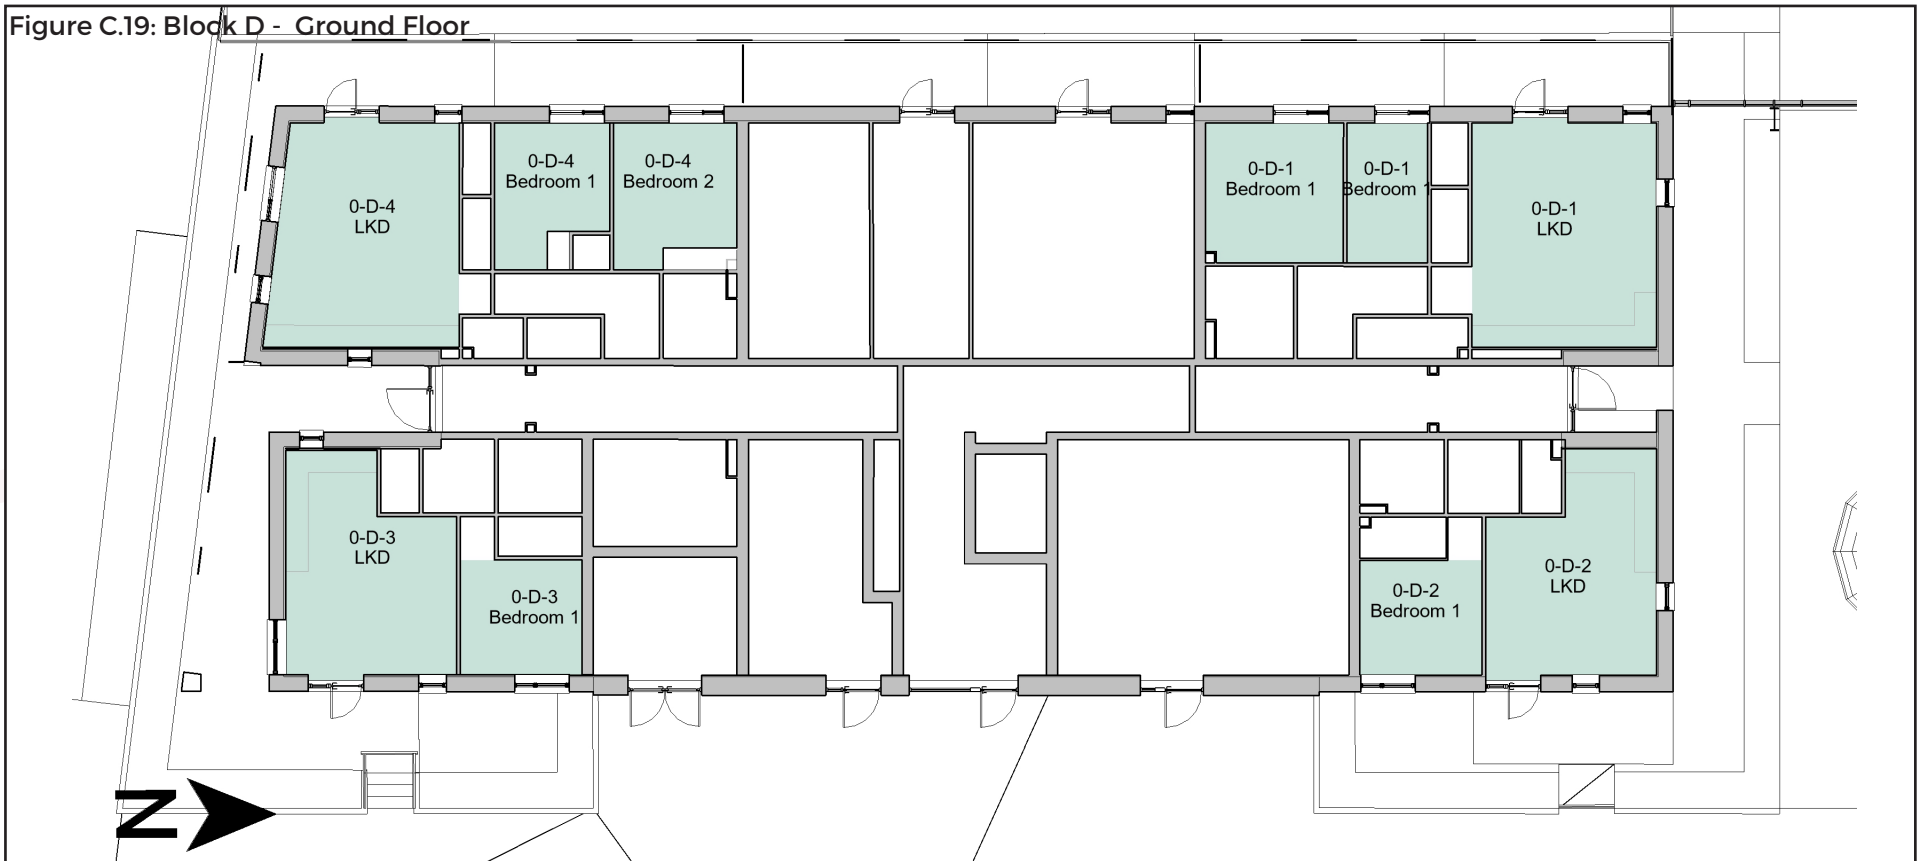 Figure C.19: Block D - Ground Floor
0-D-4
LKD
0-D-4
Bedroom 1
0-D-4
Bedroom 2
0-D-1
Bedroom 1
0-D-1
Bedroom 1
0-D-1
LKD
0-D-3
LKD
0-D-3
Bedroom 1
0-D-2
Bedroom 1
0-D-2
LKD
N